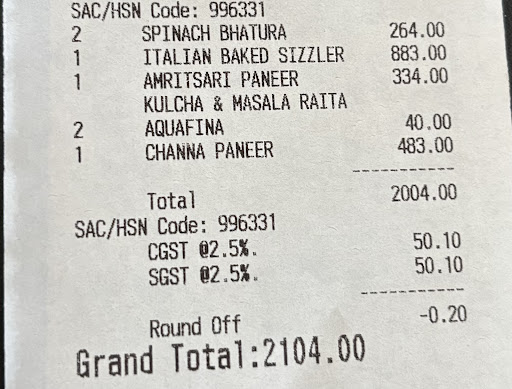 SAC/HSN Code: 996331
2 SPINACH BHATURA 264.00
1 ITALIAN BAKED SIZZLER 883.00
1 AMRITSARI PANEER 334.00
KULCHA & MASALA RAITA
2 AQUAFINA 40.00
1 CHANNA PANEER 483.00
-----------
Total 2004.00
SAC/HSN Code: 996331
CGST @2.5%. 50.10
SGST @2.5%. 50.10
-----------
Round Off -0.20
Grand Total:2104.00